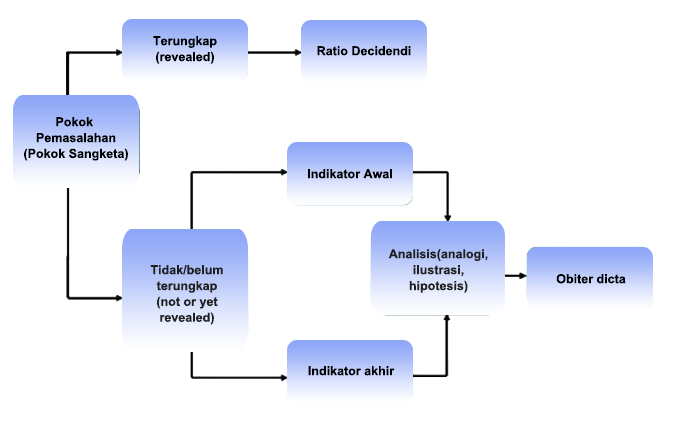 Terungkap
(revealed)
Ratio Decidendi
Pokok
Pemasalahan
(Pokok Sangketa)
Indikator Awal
Tidak/belum
terungkap
(not or yet
revealed)
Analisis(analogi,
ilustrasi,
hipotesis)
Obiter dicta
Indikator akhir